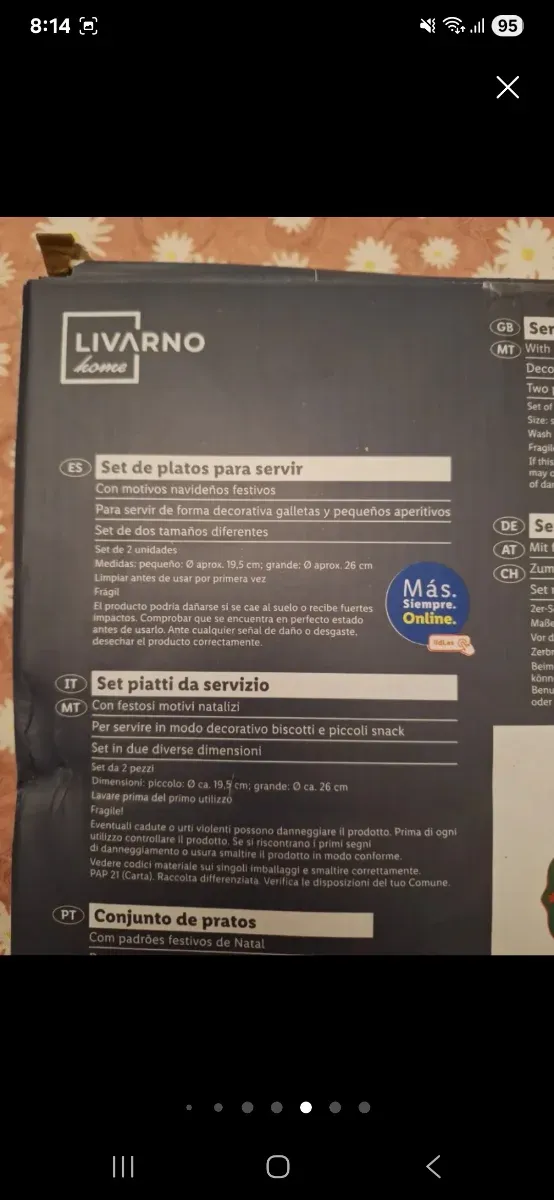 8:14
95
LIVARNO
home
ES Set de platos para servir
Con motivos navideños festivos
Para servir de forma decorativa galletas y pequeños aperitivos
Set de dos tamaños diferentes
Set de 2 unidades
Medidas: pequeño: Ø aprox. 19,5 cm; grande: Ø aprox. 26 cm
Limpiar antes de usar por primera vez
Frágil
El producto podría dañarse si se cae al suelo o recibe fuertes
impactos. Comprobar que se encuentra en perfecto estado
antes de usarlo. Ante cualquier señal de daño o desgaste,
desechar el producto correctamente.
Más.
Siempre.
Online.
IT Set piatti da servizio
MT Con festosi motivi natalizi
Per servire in modo decorativo biscotti e piccoli snack
Set in due diverse dimensioni
Set da 2 pezzi
Dimensioni: piccolo: Ø ca. 19,5 cm; grande: Ø ca. 26 cm
Lavare prima del primo utilizzo
Fragile!
Eventuali cadute o urti violenti possono danneggiare il prodotto. Prima di ogni
utilizzo controllare il prodotto. Se si riscontrano i primi segni
di danneggiamento o usura smaltire il prodotto in modo conforme.
Vedere codici materiale sui singoli imballaggi e smaltire correttamente.
PAP 21 (Carta). Raccolta differenziata. Verifica le disposizioni del tuo Comune.
PT Conjunto de pratos
Com padrões festivos de Natal
GB Ser
MT With
Deco
Two
Set of
Size: s
Wash
Fragil
If this
may
of da
DE Se
AT Mit
CH Zum
Set
2er-S
Maße
Vor d
Zerbr
Beim
könn
Benu
oder